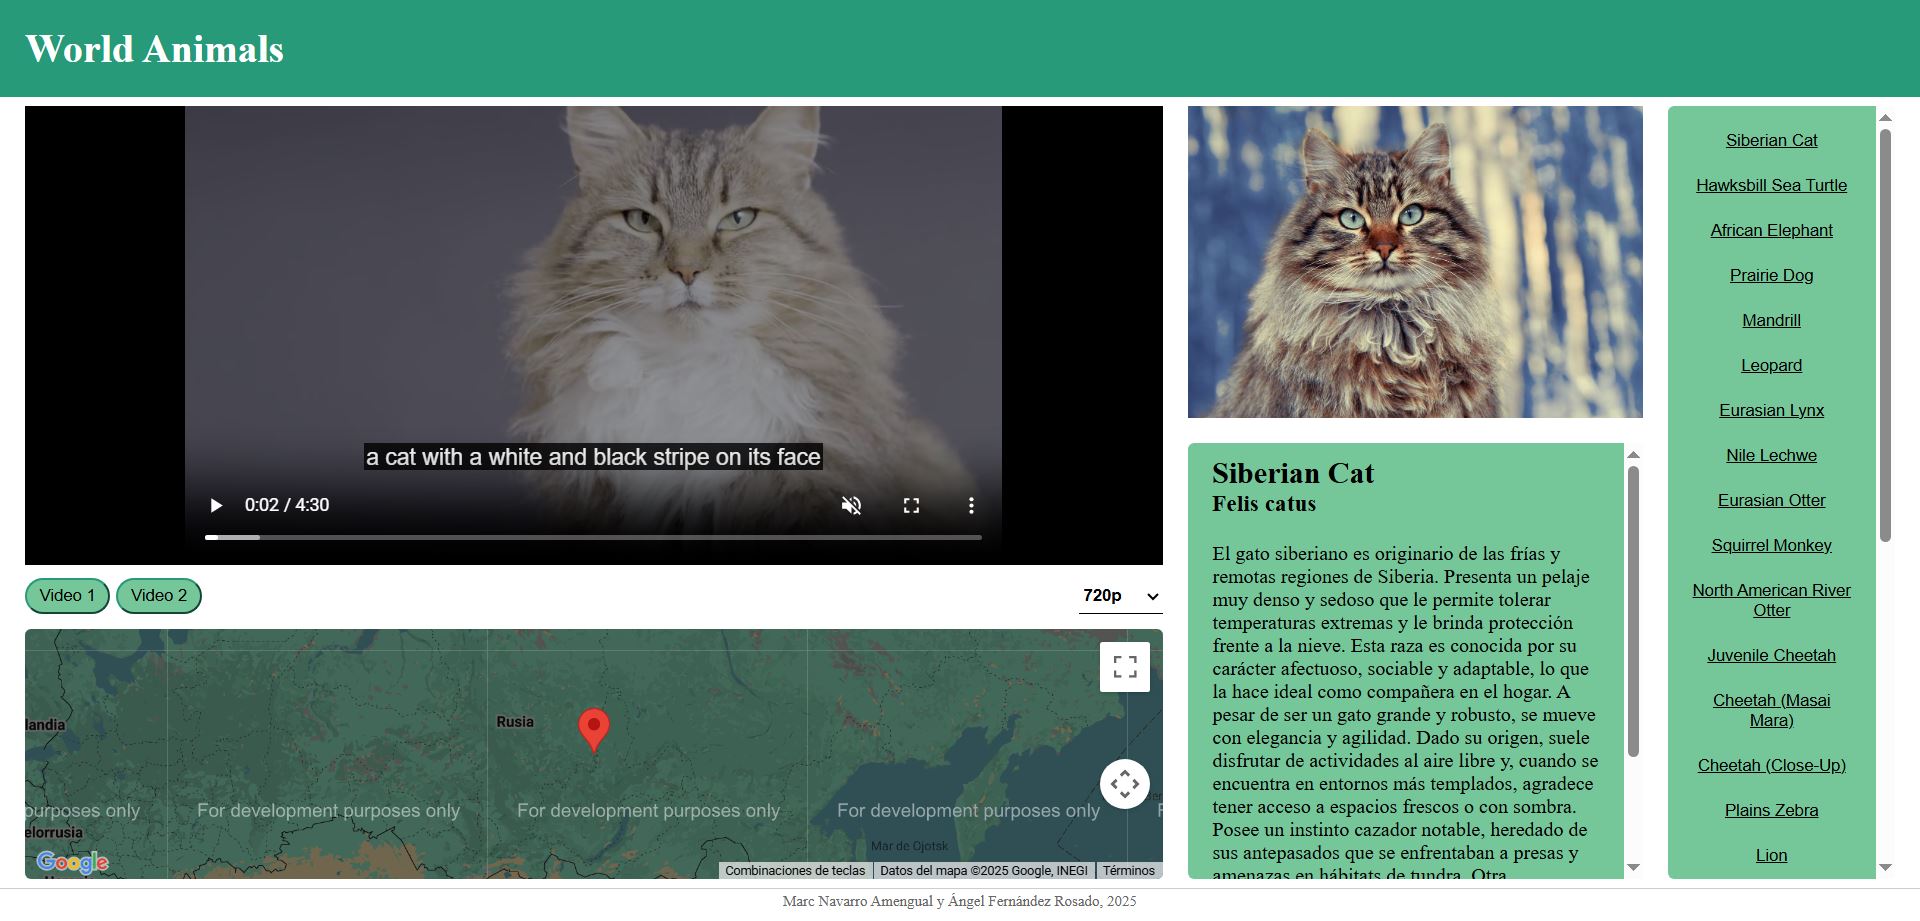 World Animals
a cat with a white and black stripe on its face
0:02 / 4:30
Video 1
Video 2
720p
landia
Rusia
purposes only
For development purposes only
For development purposes only
For development purposes only
elorrusia
Mar de Ojotsk
Google
Combinaciones de teclas
Datos del mapa ©2025 Google, INEGI
Términos
Siberian Cat
Felis catus
El gato siberiano es originario de las frías y
remotas regiones de Siberia. Presenta un pelaje
muy denso y sedoso que le permite tolerar
temperaturas extremas y le brinda protección
frente a la nieve. Esta raza es conocida por su
carácter afectuoso, sociable y adaptable, lo que
la hace ideal como compañera en el hogar. A
pesar de ser un gato grande y robusto, se mueve
con elegancia y agilidad. Dado su origen, suele
disfrutar de actividades al aire libre y, cuando se
encuentra en entornos más templados, agradece
tener acceso a espacios frescos o con sombra.
Posee un instinto cazador notable, heredado de
sus antepasados que se enfrentaban a presas y
amenazas en hábitats de tundra. Otra
Siberian Cat
Hawksbill Sea Turtle
African Elephant
Prairie Dog
Mandrill
Leopard
Eurasian Lynx
Nile Lechwe
Eurasian Otter
Squirrel Monkey
North American River
Otter
Juvenile Cheetah
Cheetah (Masai
Mara)
Cheetah (Close-Up)
Plains Zebra
Lion
Marc Navarro Amengual y Ángel Fernández Rosado, 2025